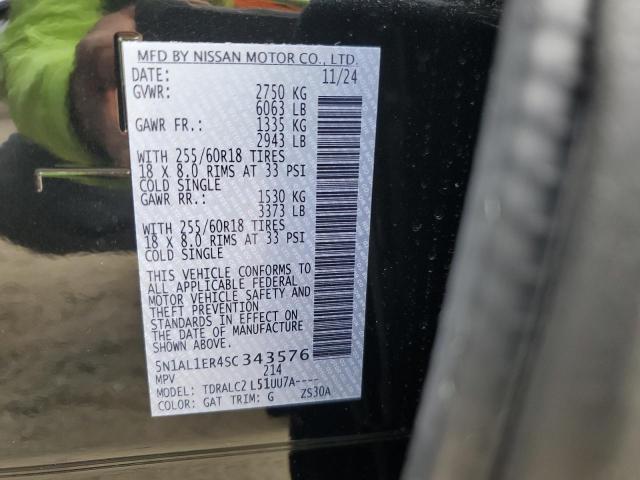 MFD BY NISSAN MOTOR CO., LTD.
DATE: 11/24
GVWR: 2750 KG
6063 LB
GAWR FR.: 1335 KG
2943 LB
WITH 255/60R18 TIRES
18 X 8.0 RIMS AT 33 PSI
COLD SINGLE
GAWR RR.: 1530 KG
3373 LB
WITH 255/60R18 TIRES
18 X 8.0 RIMS AT 33 PSI
COLD SINGLE
THIS VEHICLE CONFORMS TO
ALL APPLICABLE FEDERAL
MOTOR VEHICLE SAFETY AND
THEFT PREVENTION
STANDARDS IN EFFECT ON
THE DATE OF MANUFACTURE
SHOWN ABOVE.
5N1AL1ER4SC343576
MPV 214
MODEL: TDRALC2 L51UU7A----
COLOR: GAT TRIM: G ZS30A